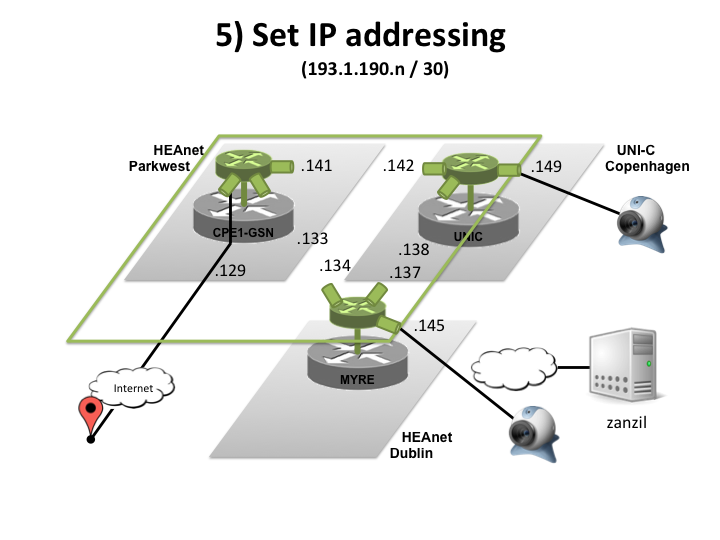 5) Set IP addressing
(193.1.190.n / 30)
HEAnet
Parkwest
.141
.142
.149
UNI-C
Copenhagen
CPE1-GSN
.133
UNIC
.138
.129
.134
.137
.145
Internet
MYRE
zanzil
HEAnet
Dublin